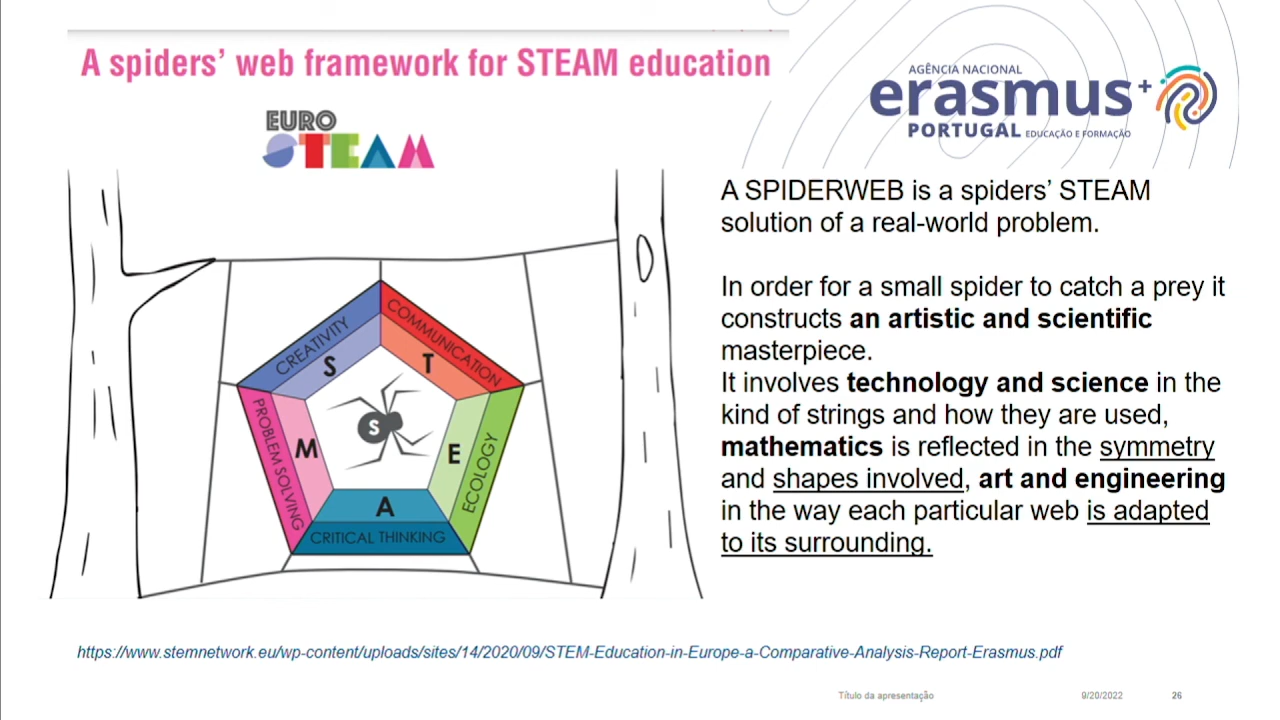 A spiders’ web framework for STEAM education
EURO
STEAM
AGÊNCIA NACIONAL
erasmus+
PORTUGAL EDUCAÇÃO E FORMAÇÃO
CREATIVITY
COMMUNICATION
S
T
PROBLEM SOLVING
M
S
E
ECOLOGY
A
CRITICAL THINKING
A SPIDERWEB is a spiders’ STEAM
solution of a real-world problem.
In order for a small spider to catch a prey it
constructs an artistic and scientific
masterpiece.
It involves technology and science in the
kind of strings and how they are used,
mathematics is reflected in the symmetry
and shapes involved, art and engineering
in the way each particular web is adapted
to its surrounding.
https://www.stemnetwork.eu/wp-content/uploads/sites/14/2020/09/STEM-Education-in-Europe-a-Comparative-Analysis-Report-Erasmus.pdf
Título da apresentação
9/20/2022
26